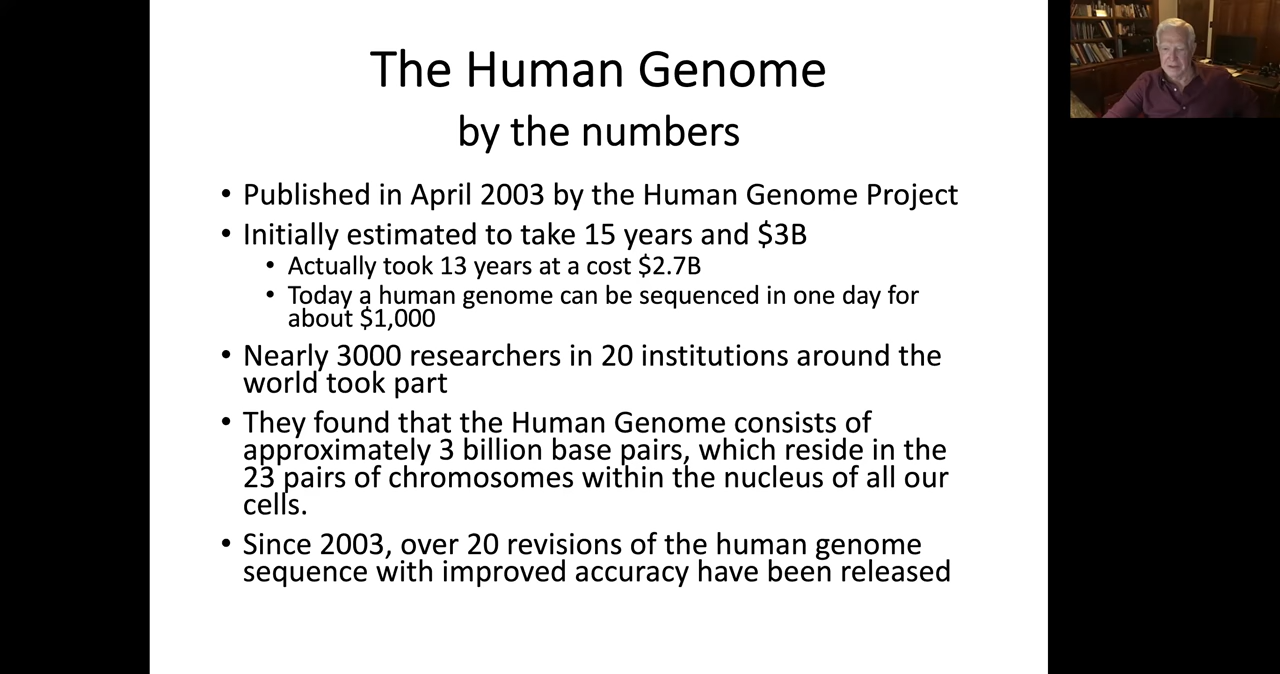 The Human Genome
by the numbers
• Published in April 2003 by the Human Genome Project
• Initially estimated to take 15 years and $3B
• Actually took 13 years at a cost $2.7B
• Today a human genome can be sequenced in one day for
about $1,000
• Nearly 3000 researchers in 20 institutions around the
world took part
• They found that the Human Genome consists of
approximately 3 billion base pairs, which reside in the
23 pairs of chromosomes within the nucleus of all our
cells.
• Since 2003, over 20 revisions of the human genome
sequence with improved accuracy have been released